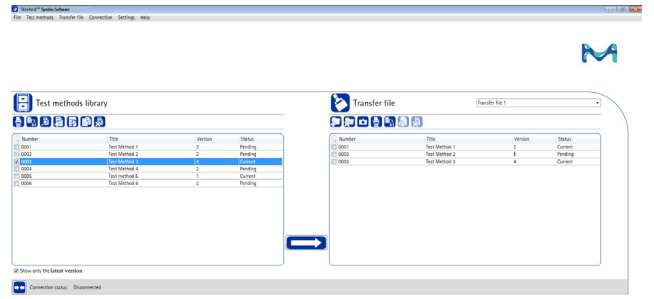 Steritest™ Symbio Software
File Test methods Transfer file Connection Settings Help
M
Test methods library
Number Title Version Status
0001 Test Method 1 3 Pending
0002 Test Method 2 2 Pending
0003 Test Method 3 4 Current
0004 Test Method 4 3 Pending
0005 Test method 5 1 Current
0006 Test Method 6 2 Pending
Show only the latest version
Transfer file
Transfer file 1
Number Title Version Status
0001 Test Method 1 3 Current
0002 Test Method 2 Pending
0003 Test Method 3 4 Current
Connection status: Disconnected